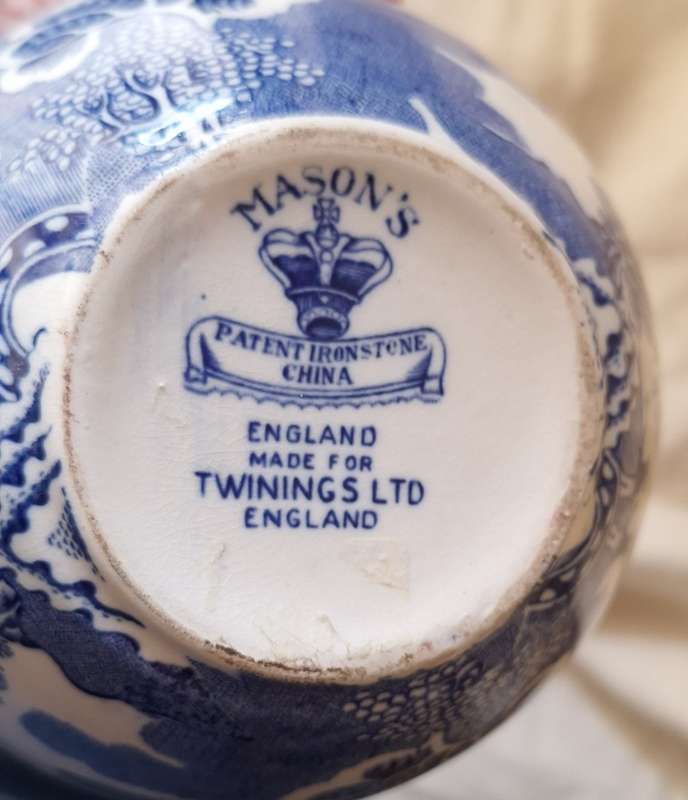 MASON'S
PATENT IRONSTONE
CHINA
ENGLAND
MADE FOR
TWININGS LTD
ENGLAND